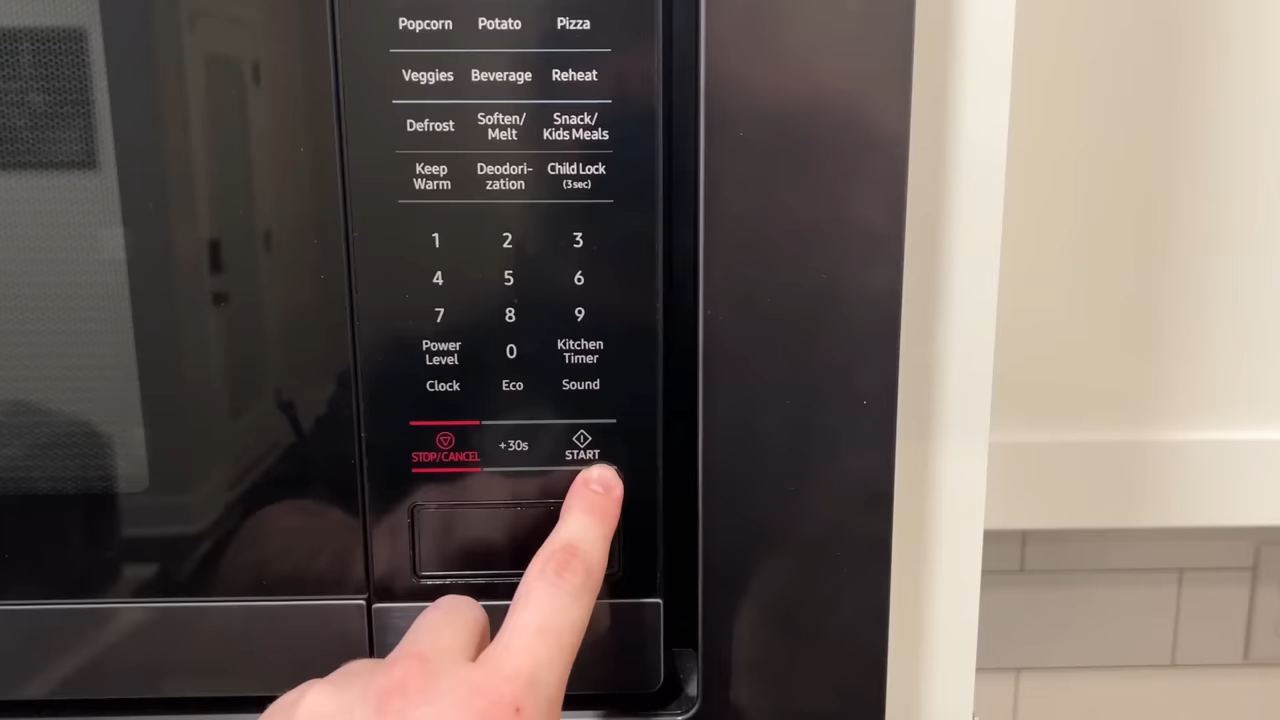 Popcorn Potato Pizza
Veggies Beverage Reheat
Defrost Soften/ Melt Snack/ Kids Meals
Keep Warm Deodori- zation Child Lock (3 sec)
1 2 3
4 5 6
7 8 9
Power Level 0 Kitchen Timer
Clock Eco Sound
STOP/CANCEL +30s START